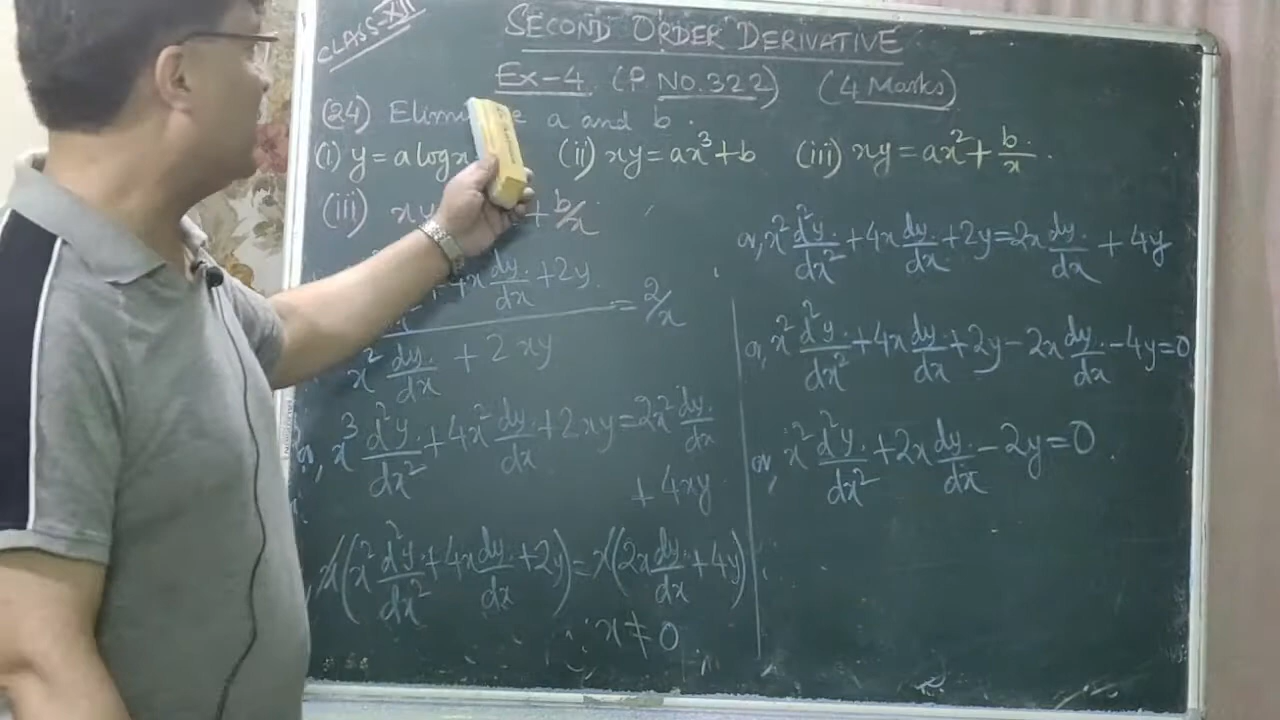 CLASS-XII
SECOND ORDER DERIVATIVE
Ex-4 (P. NO. 322) (4 Marks)
(24) a and b.
(i) y = a log x (ii) xy = ax³ + b (iii) xy = ax² + b/x.
(iii) xy + b/x
4x dy/dx + 2y
= 2/x
x² dy/dx + 2xy
or, x³ d²y/dx² + 4x² dy/dx + 2xy = 2x² dy/dx
+ 4xy
x(x² d²y/dx² + 4x dy/dx + 2y) = x(2x dy/dx + 4y)
∵ x ≠ 0
or, x² d²y/dx² + 4x dy/dx + 2y = 2x dy/dx + 4y
or, x² d²y/dx² + 4x dy/dx + 2y - 2x dy/dx - 4y = 0
or, x² d²y/dx² + 2x dy/dx - 2y = 0